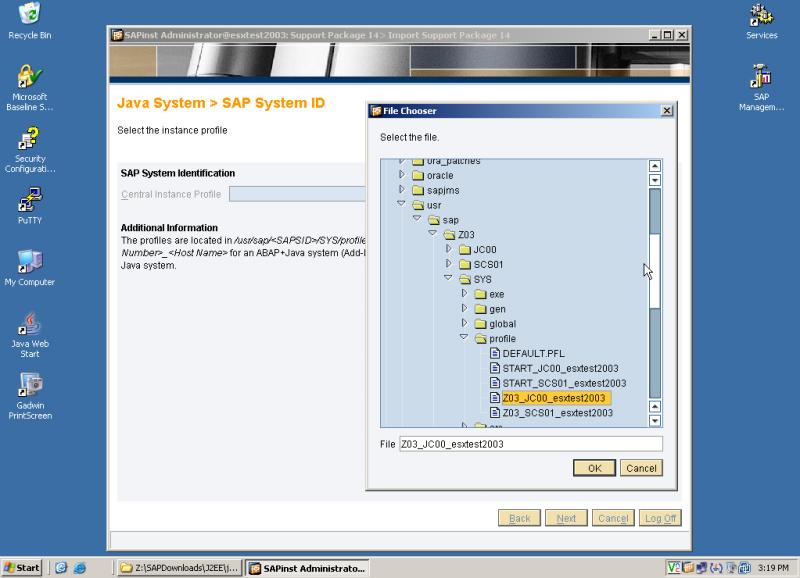 Recycle Bin
Microsoft
Baseline S...
Security
Configurati...
PuTTY
My Computer
Java Web
Start
Gadwin
PrintScreen
Services
SAP
Managem...
SAPinst Administrator@esxtest2003: Support Package 14> Import Support Package 14
Java System > SAP System ID
Select the instance profile
SAP System Identification
Central Instance Profile
Additional Information
The profiles are located in /usr/sap/<SAPSID>/SYS/profile
Number>_<Host Name> for an ABAP+Java system (Add-I
Java system.
File Chooser
Select the file.
ora_patches
oracle
sapjms
usr
sap
Z03
JC00
SCS01
SYS
exe
gen
global
profile
DEFAULT.PFL
START_JC00_esxtest2003
START_SCS01_esxtest2003
Z03_JC00_esxtest2003
Z03_SCS01_esxtest2003
File Z03_JC00_esxtest2003
OK Cancel
Back Next Cancel Log Off
Start Z:\SAPDownloads\J2EE\j... SAPinst Administrato... 3:19 PM